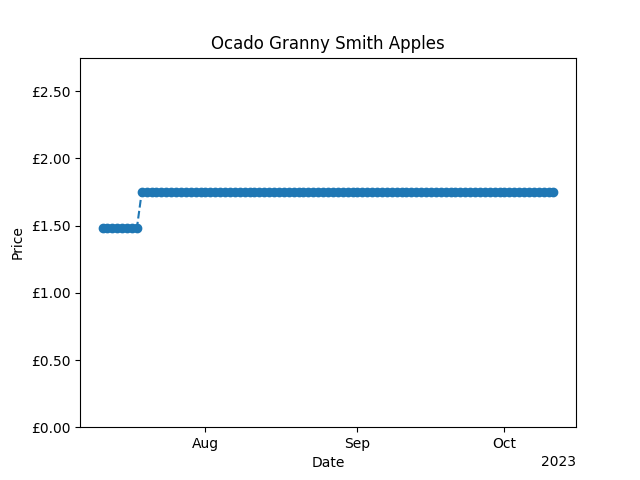 Ocado Granny Smith Apples
£2.50
£2.00
£1.50
£1.00
£0.50
£0.00
Price
Aug Sep Oct
Date
2023